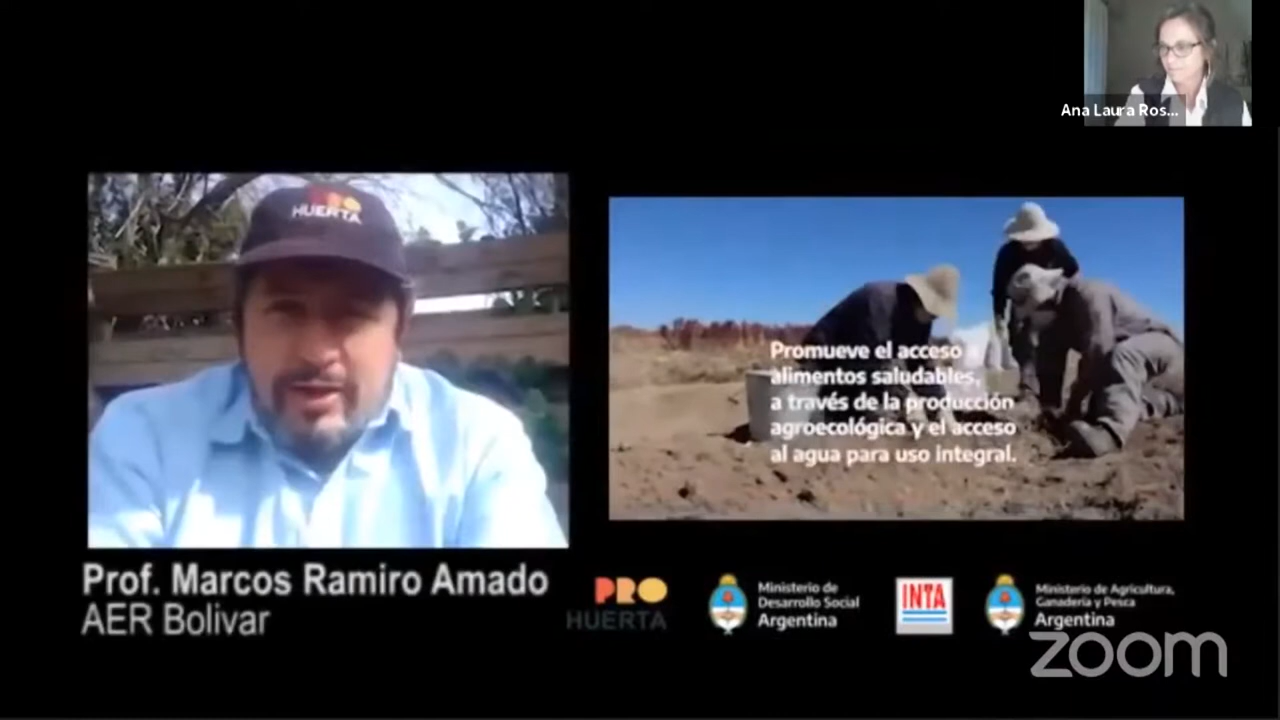 Ana Laura Ros...
PRO
HUERTA
Promueve el acceso a
alimentos saludables,
a través de la producción
agroecológica y el acceso
al agua para uso integral.
Prof. Marcos Ramiro Amado
AER Bolivar
PRO
HUERTA
Ministerio de
Desarrollo Social
Argentina
INTA
Ministerio de Agricultura,
Ganadería y Pesca
Argentina
zoom